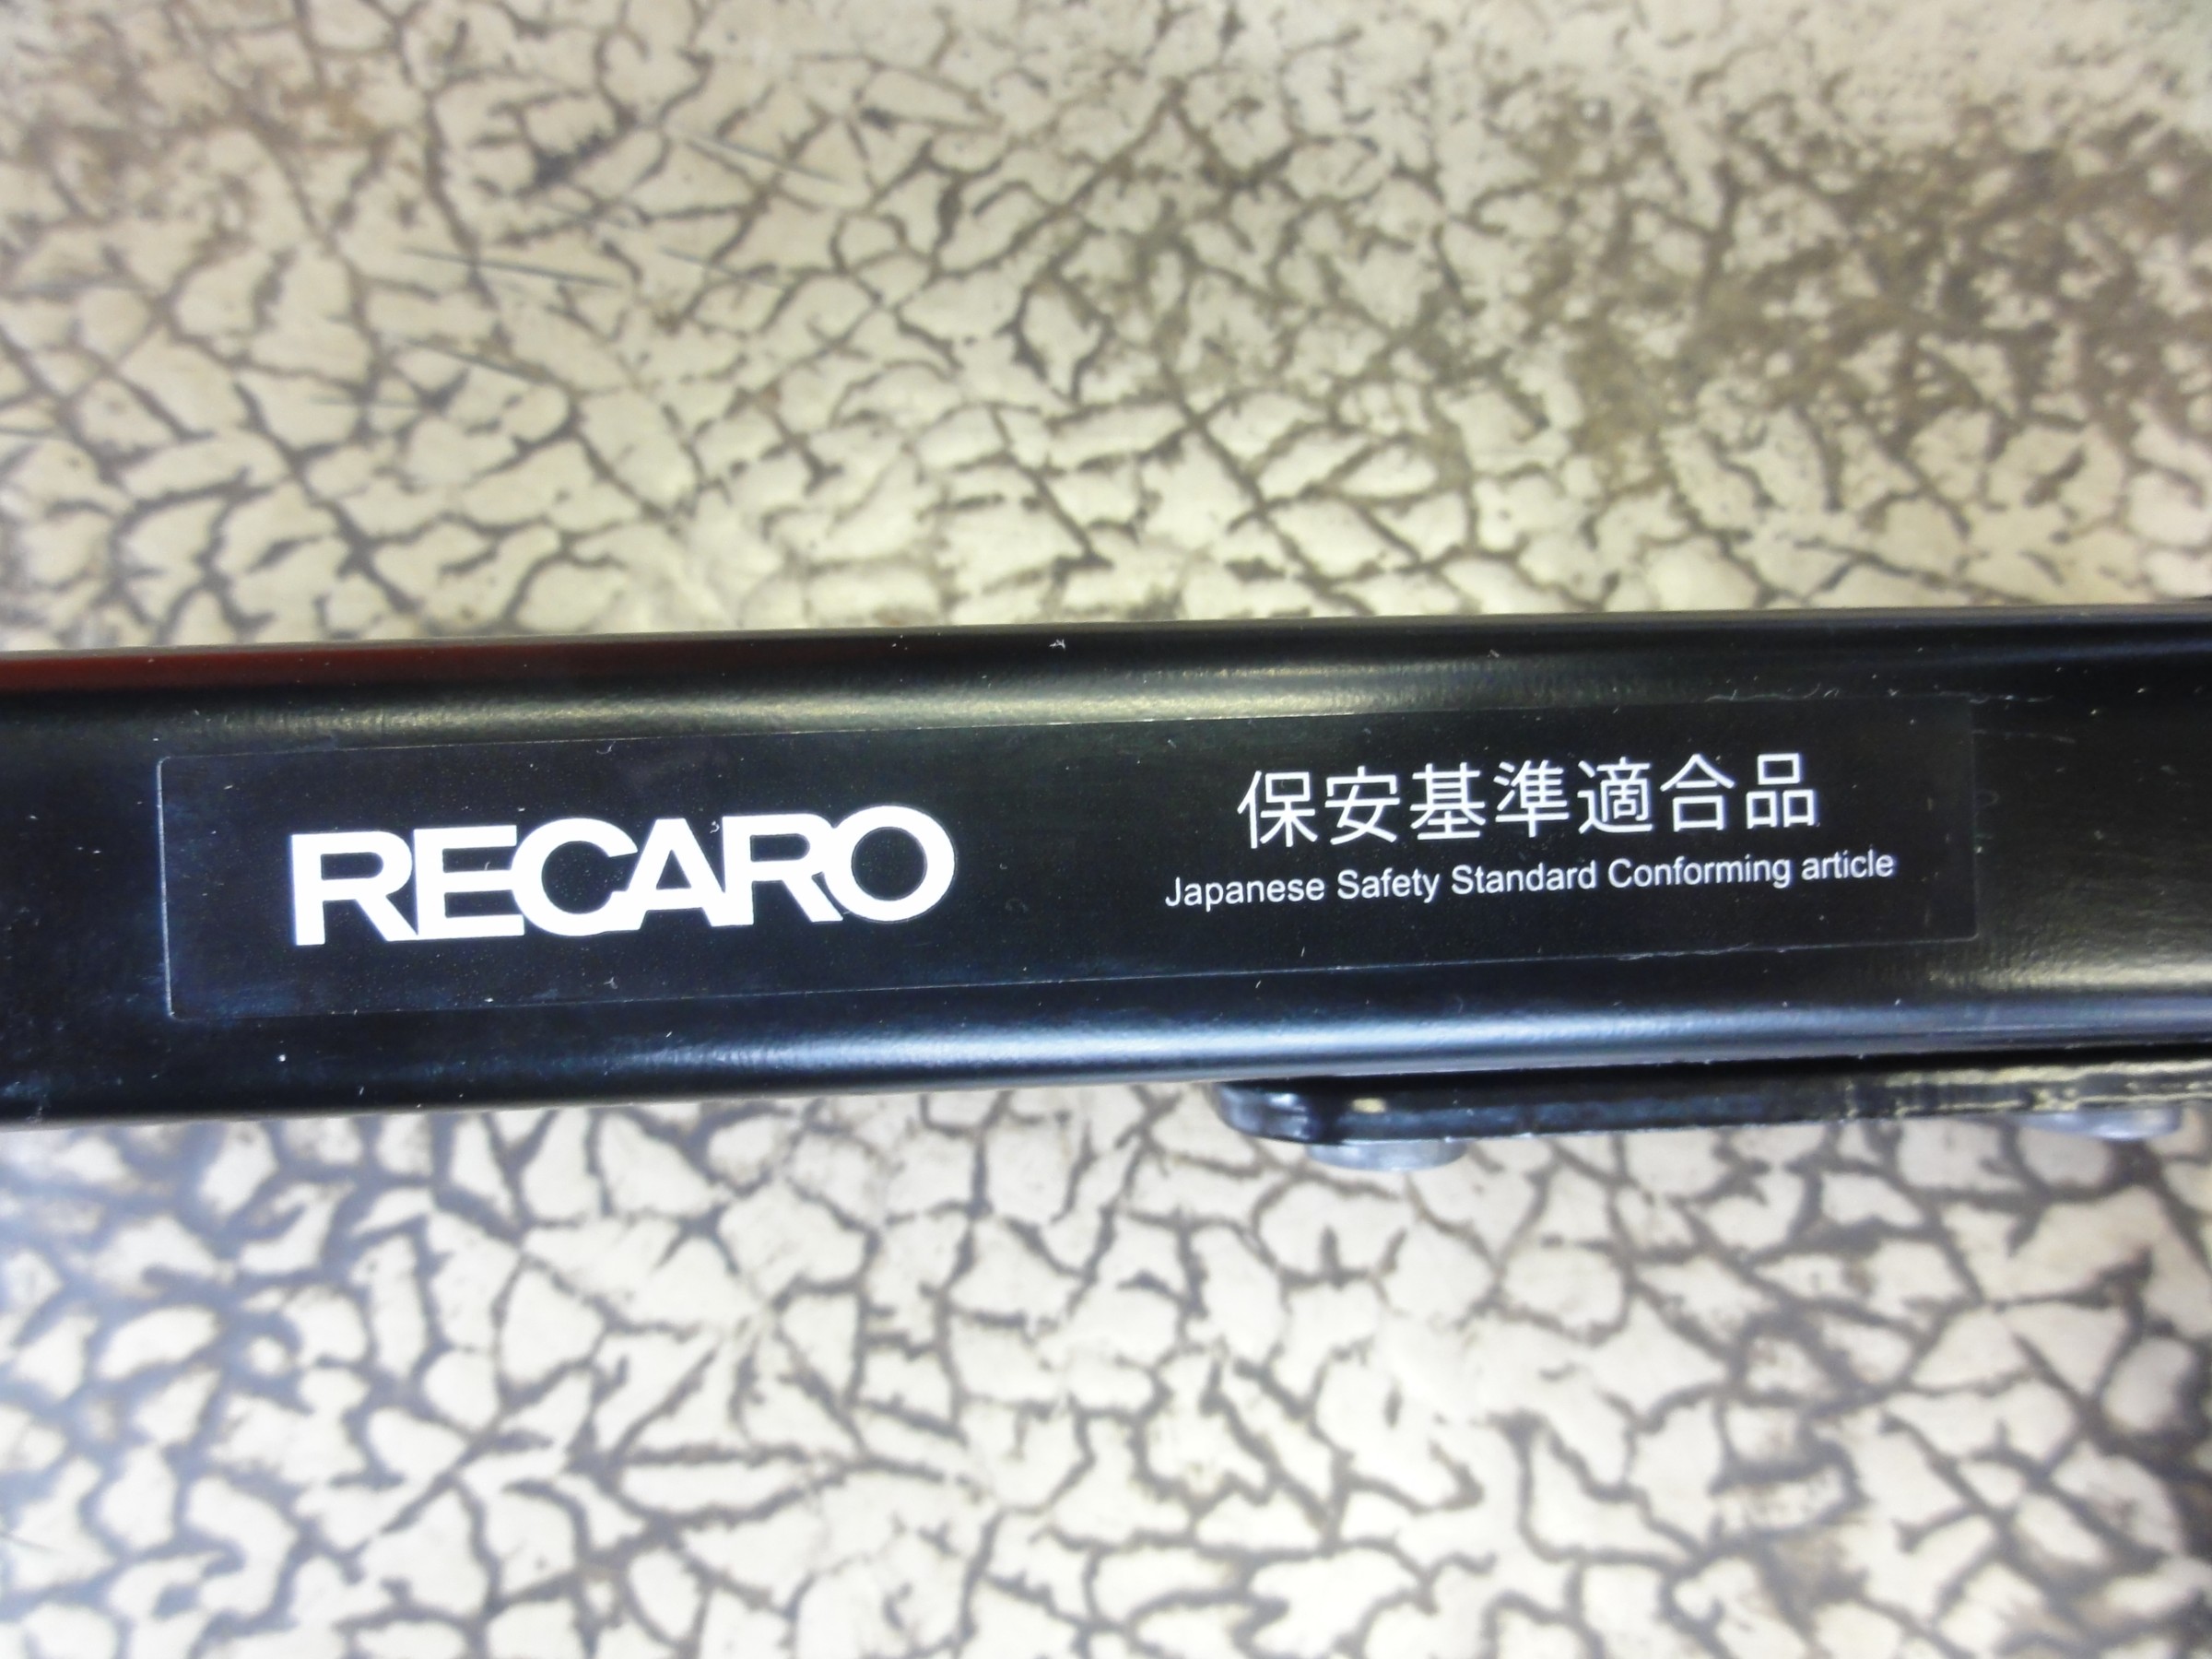 RECARO
保安基準適合品
Japanese Safety Standard Conforming article